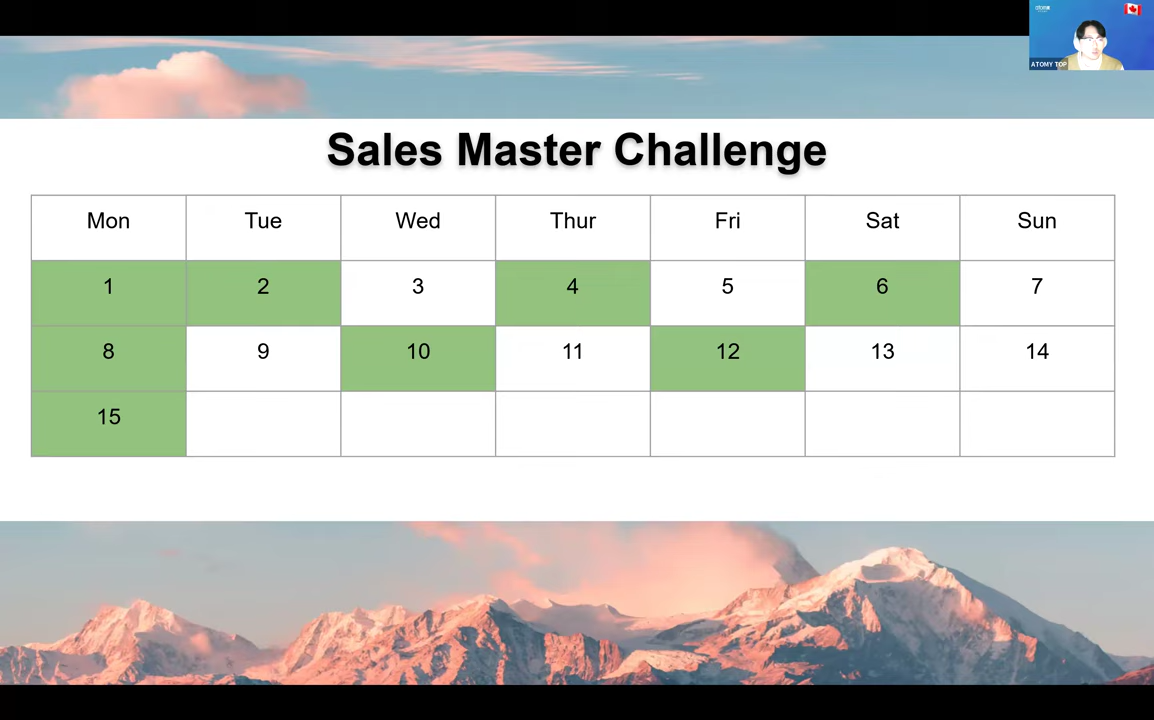 ATOMY TOP
Sales Master Challenge
Mon Tue Wed Thur Fri Sat Sun
1 2 3 4 5 6 7
8 9 10 11 12 13 14
15